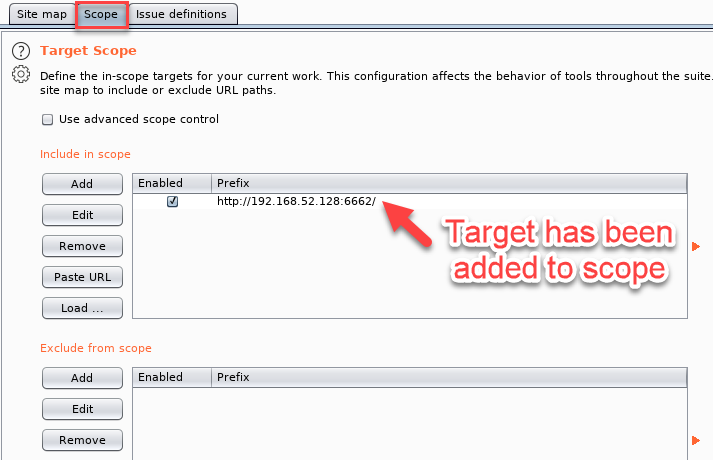 Site map Scope Issue definitions
? Target Scope
Define the in-scope targets for your current work. This configuration affects the behavior of tools throughout the suite.
site map to include or exclude URL paths.
Use advanced scope control
Include in scope
Add
Edit
Remove
Paste URL
Load ...
Enabled Prefix
http://192.168.52.128:6662/
Target has been
added to scope
Exclude from scope
Add
Edit
Remove
Enabled Prefix